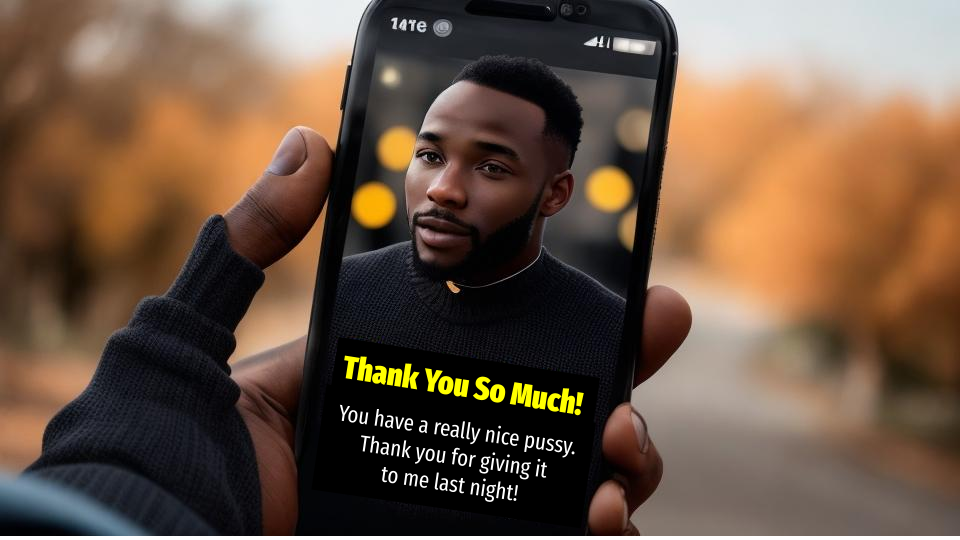 Thank You So Much!
You have a really nice pussy.
Thank you for giving it
to me last night!